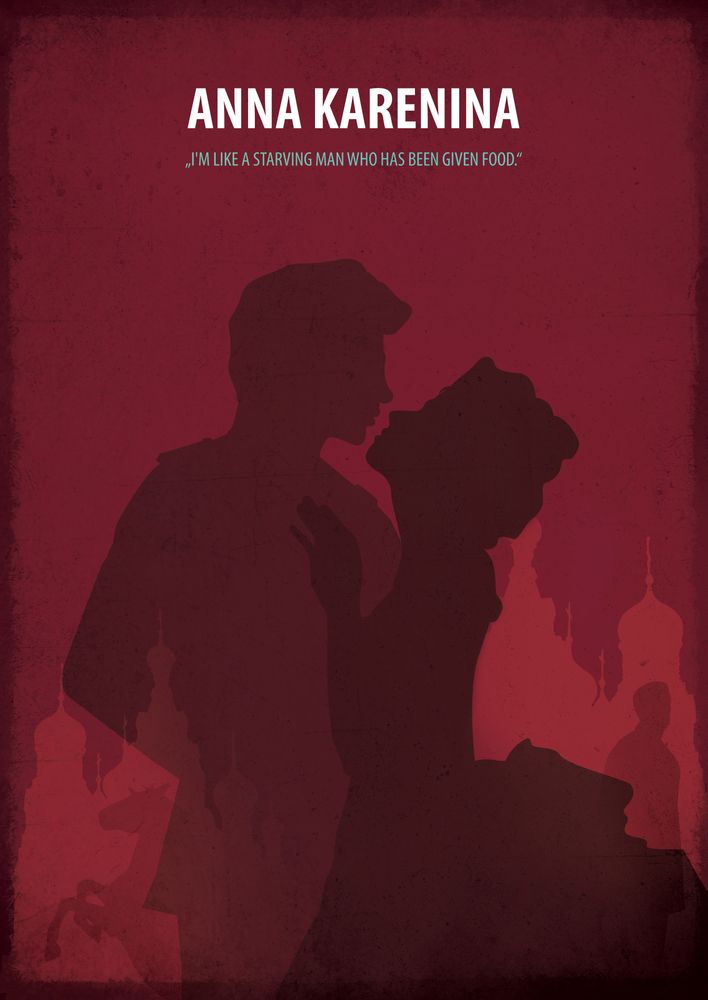 ANNA KARENINA
„I'M LIKE A STARVING MAN WHO HAS BEEN GIVEN FOOD.“